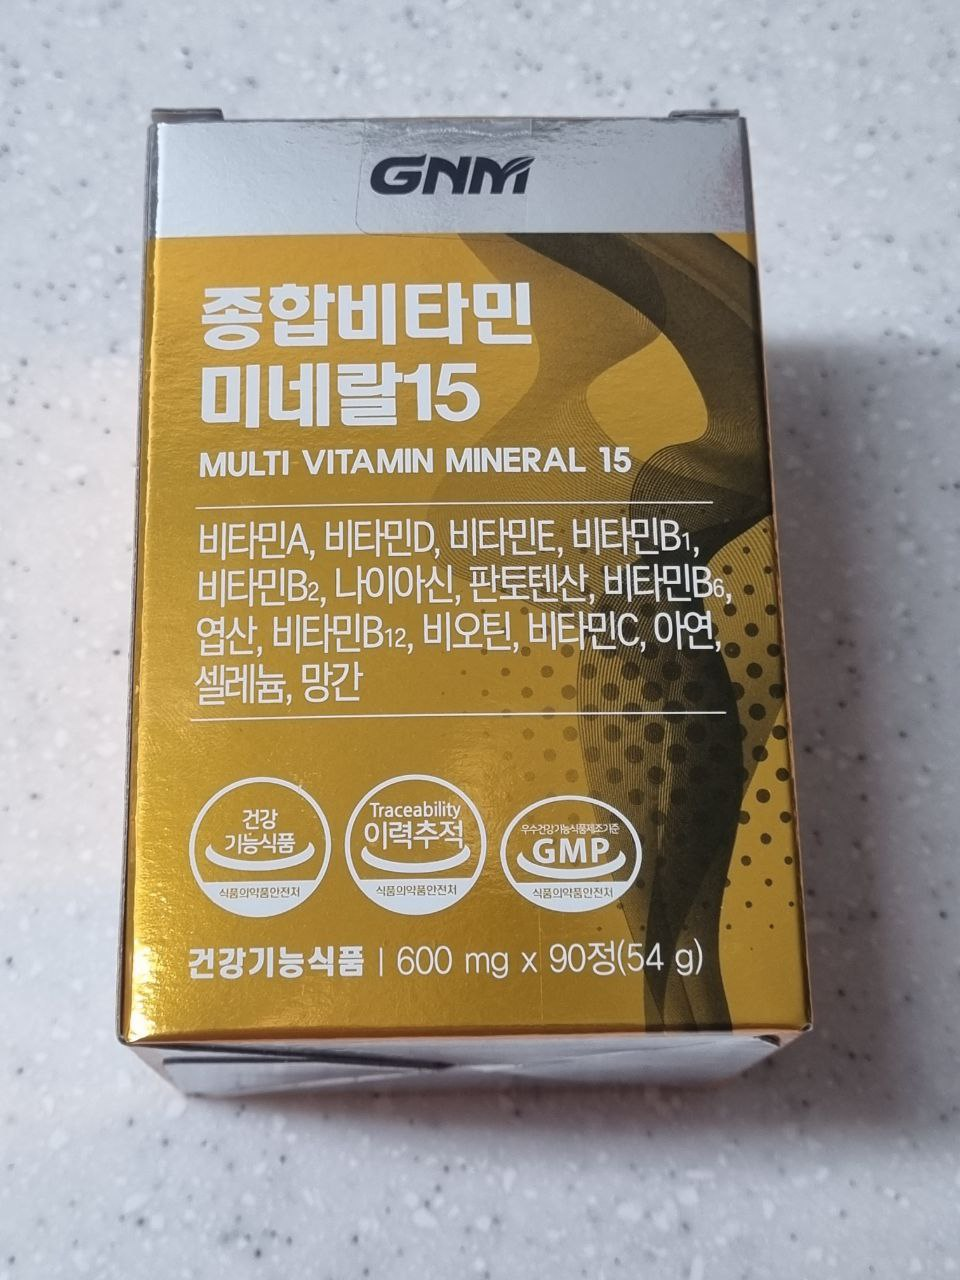 GNM
종합비타민
미네랄15
MULTI VITAMIN MINERAL 15
비타민A, 비타민D, 비타민E, 비타민B1,
비타민B2, 나이아신, 판토텐산, 비타민B6,
엽산, 비타민B12, 비오틴, 비타민C, 아연,
셀레늄, 망간
건강
기능식품
식품의약품안전처
Traceability
이력추적
식품의약품안전처
우수건강기능식품제조기준
GMP
식품의약품안전처
건강기능식품 | 600 mg x 90정(54 g)